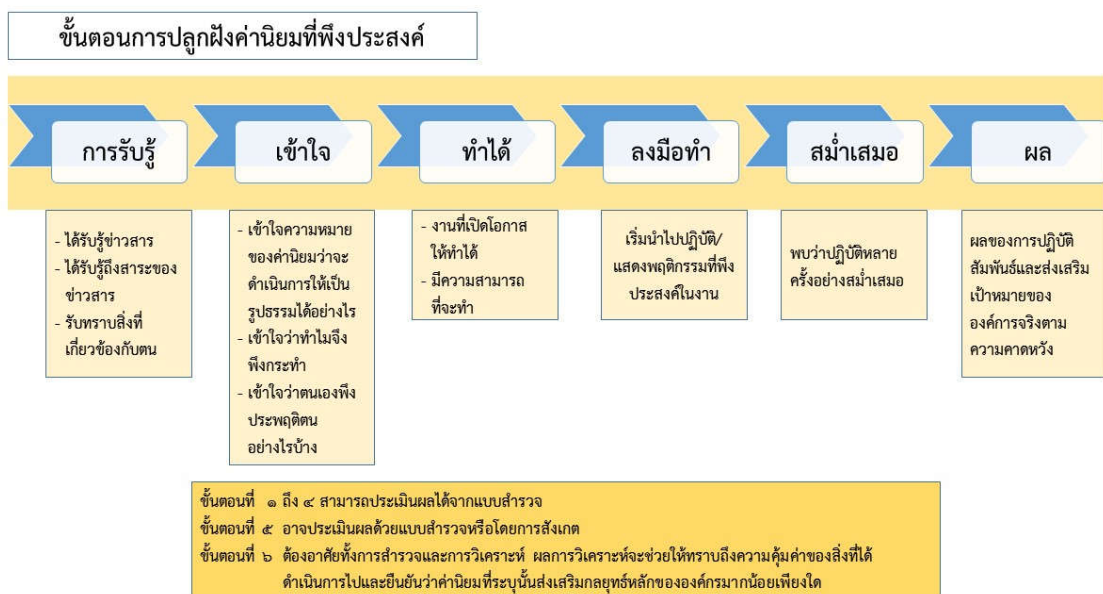 ขั้นตอนการปลูกฝังค่านิยมที่พึงประสงค์
การรับรู้
เข้าใจ
ทำได้
ลงมือทำ
สม่ำเสมอ
ผล
- ได้รับรู้ข่าวสาร
- ได้รับรู้ถึงสาระของ
ข่าวสาร
- รับทราบสิ่งที่
เกี่ยวข้องกับตน
- เข้าใจความหมาย
ของค่านิยมว่าจะ
ดำเนินการให้เป็น
รูปธรรมได้อย่างไร
- เข้าใจว่าทำไมจึง
พึงกระทำ
- เข้าใจว่าตนเองพึง
ประพฤติตน
อย่างไรบ้าง
- งานที่เปิดโอกาส
ให้ทำได้
- มีความสามารถ
ที่จะทำ
เริ่มนำไปปฏิบัติ/
แสดงพฤติกรรมที่พึง
ประสงค์ในงาน
พบว่าปฏิบัติหลาย
ครั้งอย่างสม่ำเสมอ
ผลของการปฏิบัติ
สัมพันธ์และส่งเสริม
เป้าหมายของ
องค์การจริงตาม
ความคาดหวัง
ขั้นตอนที่ ๑ ถึง ๔ สามารถประเมินผลได้จากแบบสำรวจ
ขั้นตอนที่ ๕ อาจประเมินผลด้วยแบบสำรวจหรือโดยการสังเกต
ขั้นตอนที่ ๖ ต้องอาศัยทั้งการสำรวจและการวิเคราะห์ ผลการวิเคราะห์จะช่วยให้ทราบถึงความคุ้มค่าของสิ่งที่ได้
ดำเนินการไปและยืนยันว่าค่านิยมที่ระบุนั้นส่งเสริมกลยุทธ์หลักขององค์กรมากน้อยเพียงใด